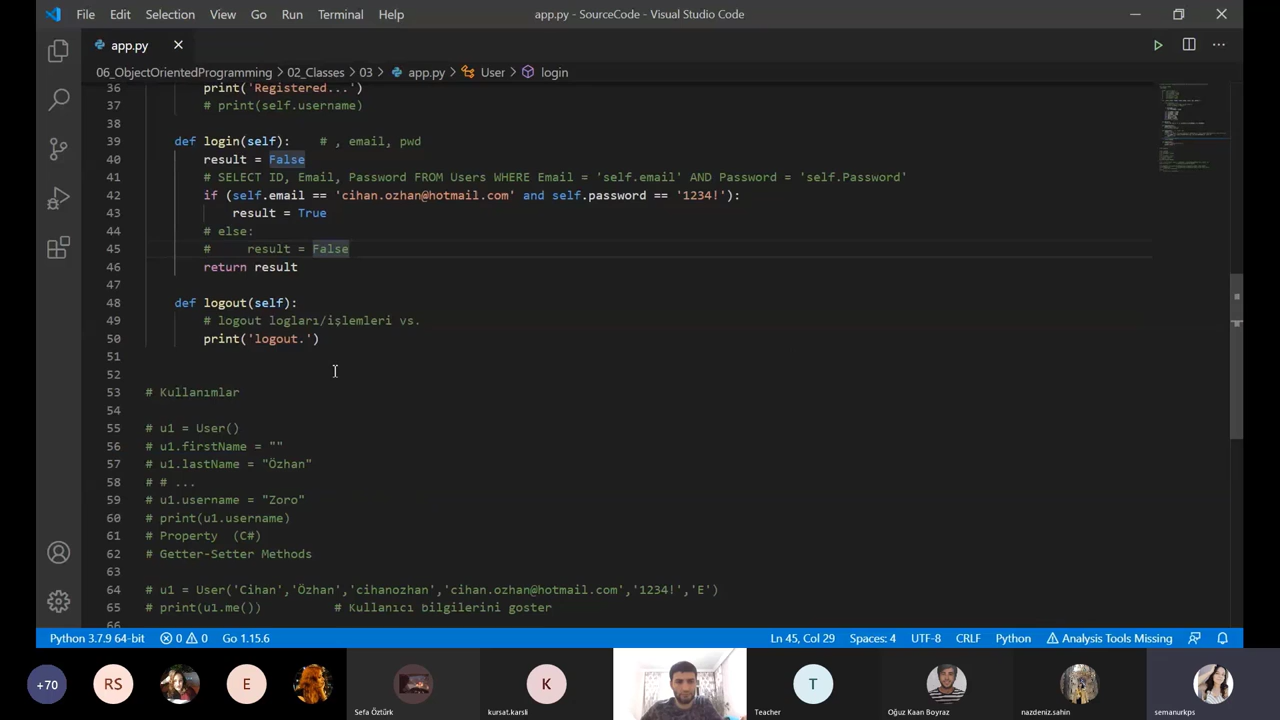 File Edit Selection View Go Run Terminal Help
app.py - SourceCode - Visual Studio Code
app.py
06_ObjectOrientedProgramming > 02_Classes > 03 > app.py > User > login
36 print('Registered...')
37 # print(self.username)
38
39 def login(self): # , email, pwd
40 result = False
41 # SELECT ID, Email, Password FROM Users WHERE Email = 'self.email' AND Password = 'self.Password'
42 if (self.email == 'cihan.ozhan@hotmail.com' and self.password == '1234!'):
43 result = True
44 # else:
45 # result = False
46 return result
47
48 def logout(self):
49 # logout logları/işlemleri vs.
50 print('logout.')
51
52
53 # Kullanımlar
54
55 # u1 = User()
56 # u1.firstName = ""
57 # u1.lastName = "Özhan"
58 # # ...
59 # u1.username = "Zoro"
60 # print(u1.username)
61 # Property (C#)
62 # Getter-Setter Methods
63
64 # u1 = User('Cihan','Özhan','cihanozhan','cihan.ozhan@hotmail.com','1234!','E')
65 # print(u1.me()) # Kullanıcı bilgilerini goster
66
Python 3.7.9 64-bit 0 0 Go 1.15.6 Ln 45, Col 29 Spaces: 4 UTF-8 CRLF Python Analysis Tools Missing
+70 RS E K T
Sefa Öztürk kursat.karsli Teacher Oğuz Kaan Boyraz nazdeniz.sahin semanurkps